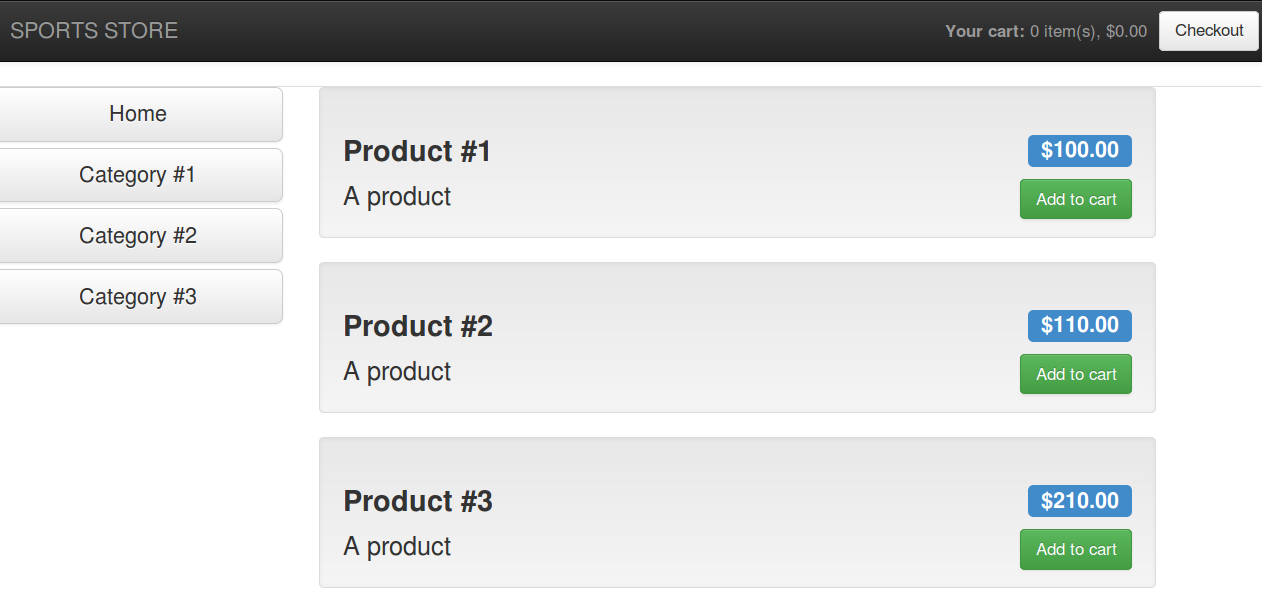 SPORTS STORE
Your cart: 0 item(s), $0.00
Checkout
Home
Category #1
Category #2
Category #3
Product #1
$100.00
A product
Add to cart
Product #2
$110.00
A product
Add to cart
Product #3
$210.00
A product
Add to cart